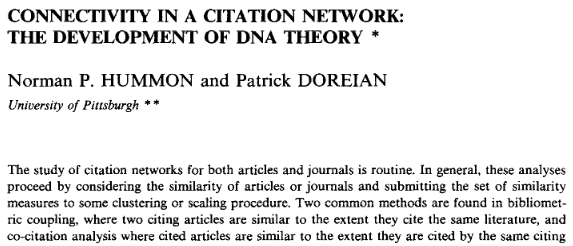 CONNECTIVITY IN A CITATION NETWORK:
THE DEVELOPMENT OF DNA THEORY *
Norman P. HUMMON and Patrick DOREIAN
University of Pittsburgh **
The study of citation networks for both articles and journals is routine. In general, these analyses
proceed by considering the similarity of articles or journals and submitting the set of similarity
measures to some clustering or scaling procedure. Two common methods are found in bibliomet-
ric coupling, where two citing articles are similar to the extent they cite the same literature, and
co-citation analysis where cited articles are similar to the extent they are cited by the same citing